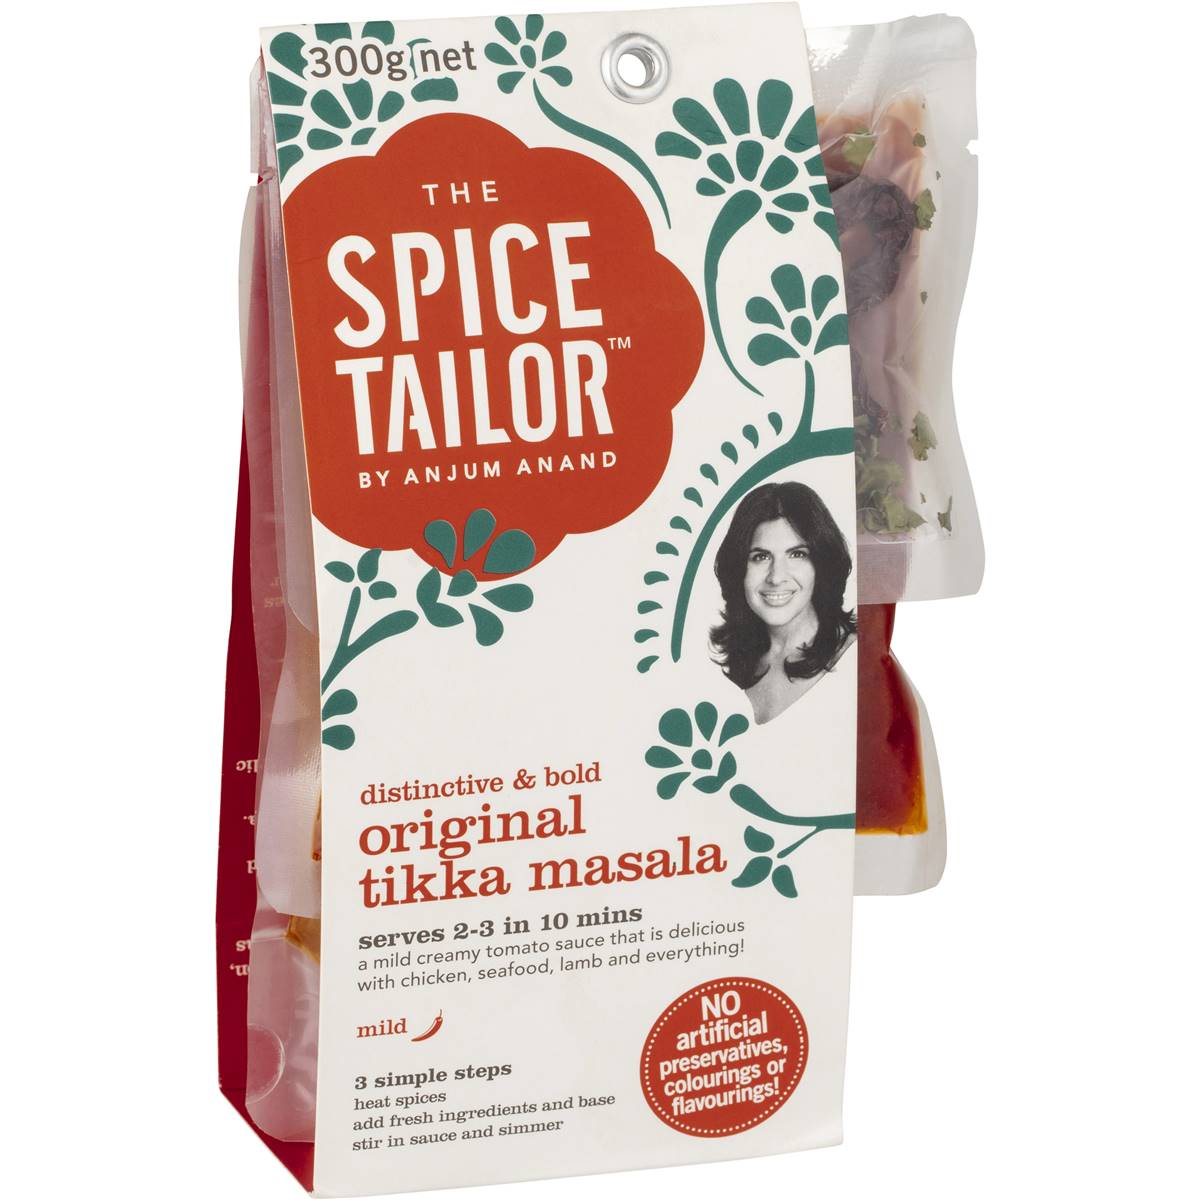 300g net
THE
SPICE
TAILOR™
BY ANJUM ANAND
distinctive & bold
original
tikka masala
serves 2-3 in 10 mins
a mild creamy tomato sauce that is delicious
with chicken, seafood, lamb and everything!
mild
3 simple steps
heat spices
add fresh ingredients and base
stir in sauce and simmer
NO
artificial
preservatives,
colourings or
flavourings!